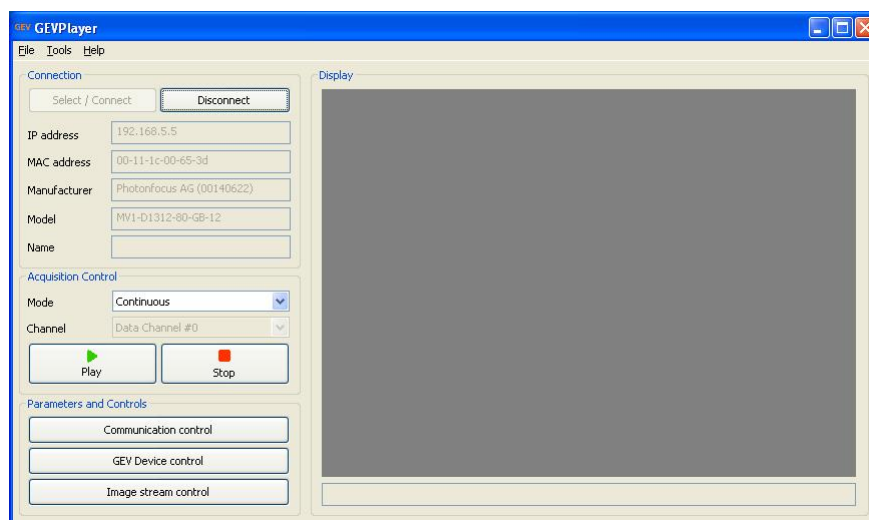 GEV GEVPlayer
File Tools Help
Connection
Select / Connect Disconnect
IP address 192.168.5.5
MAC address 00-11-1c-00-65-3d
Manufacturer Photonfocus AG (00140622)
Model MV1-D1312-80-GB-12
Name
Acquisition Control
Mode Continuous
Channel Data Channel #0
Play Stop
Parameters and Controls
Communication control
GEV Device control
Image stream control
Display